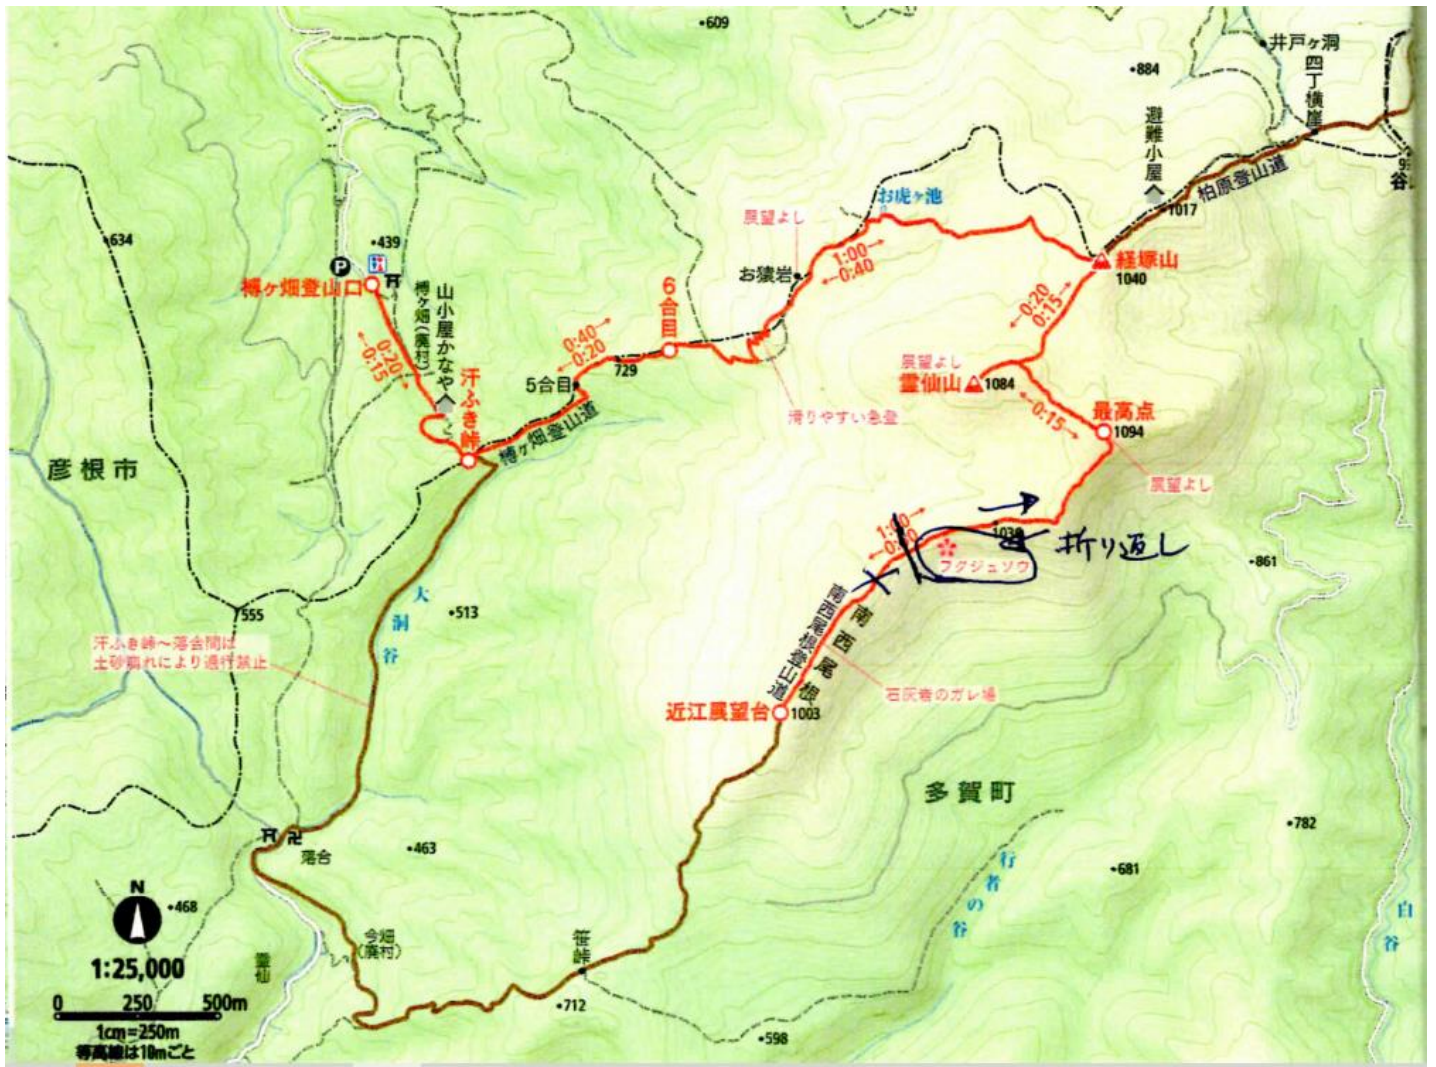 609
884
井戸ヶ洞
四丁横崖
避難小屋
柏原登山道
1017
お虎ヶ池
展望よし
お猿岩
1:00→
←0:40
経塚山
1040
634
439
P
榑ヶ畑登山口
榑ヶ畑(廃村)
山小屋かなや
0:20
←0:15
汗ふき峠
6合目
0:40→
←0:20
729
5合目
榑ヶ畑登山道
滑りやすい急登
←0:20
0:15→
展望よし
霊仙山
1084
←0:15→
最高点
1094
展望よし
彦根市
大洞谷
513
555
汗ふき峠〜落合間は
土砂崩れにより通行禁止
1:00→
フクジュソウ
折り返し
861
南西尾根
南西尾根登山道
石灰岩のガレ場
近江展望台
1003
多賀町
782
681
行者の谷
白谷
卍
落合
463
468
N
今畑
(廃村)
霊仙
笹峠
712
598
1:25,000
0 250 500m
1cm=250m
等高線は10mごと